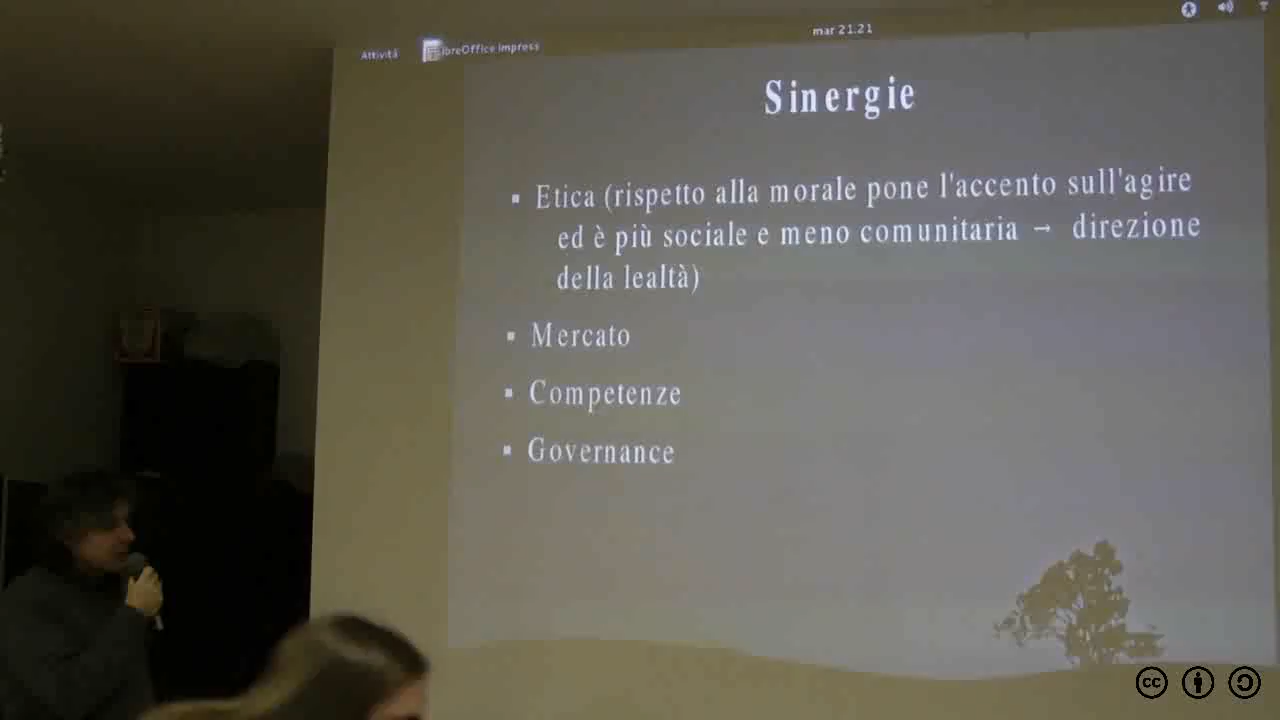 Attività
LibreOffice Impress
mar 21:21
Sinergie
▪ Etica (rispetto alla morale pone l'accento sull'agire
ed è più sociale e meno comunitaria → direzione
della lealtà)
▪ Mercato
▪ Competenze
▪ Governance
cc